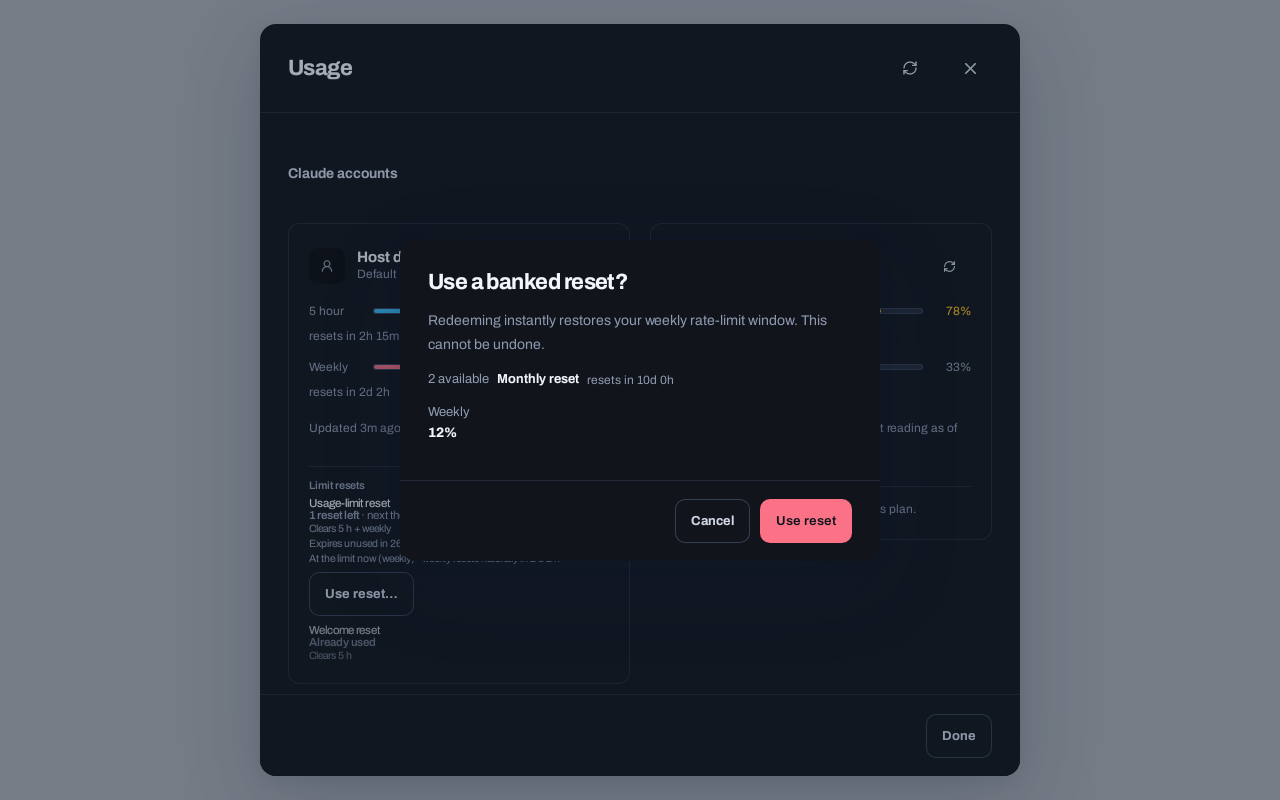 Usage
Claude accounts
Host d
Default
5 hour
78%
resets in 2h 15m
Weekly
33%
resets in 2d 2h
Updated 3m ago
t reading as of
Limit resets
Usage-limit reset
1 reset left · next th
Clears 5 h + weekly
Expires unused in 26
At the limit now (weekly)
s plan.
Use reset...
Welcome reset
Already used
Clears 5 h
Use a banked reset?
Redeeming instantly restores your weekly rate-limit window. This
cannot be undone.
2 available Monthly reset resets in 10d 0h
Weekly
12%
Cancel
Use reset
Done